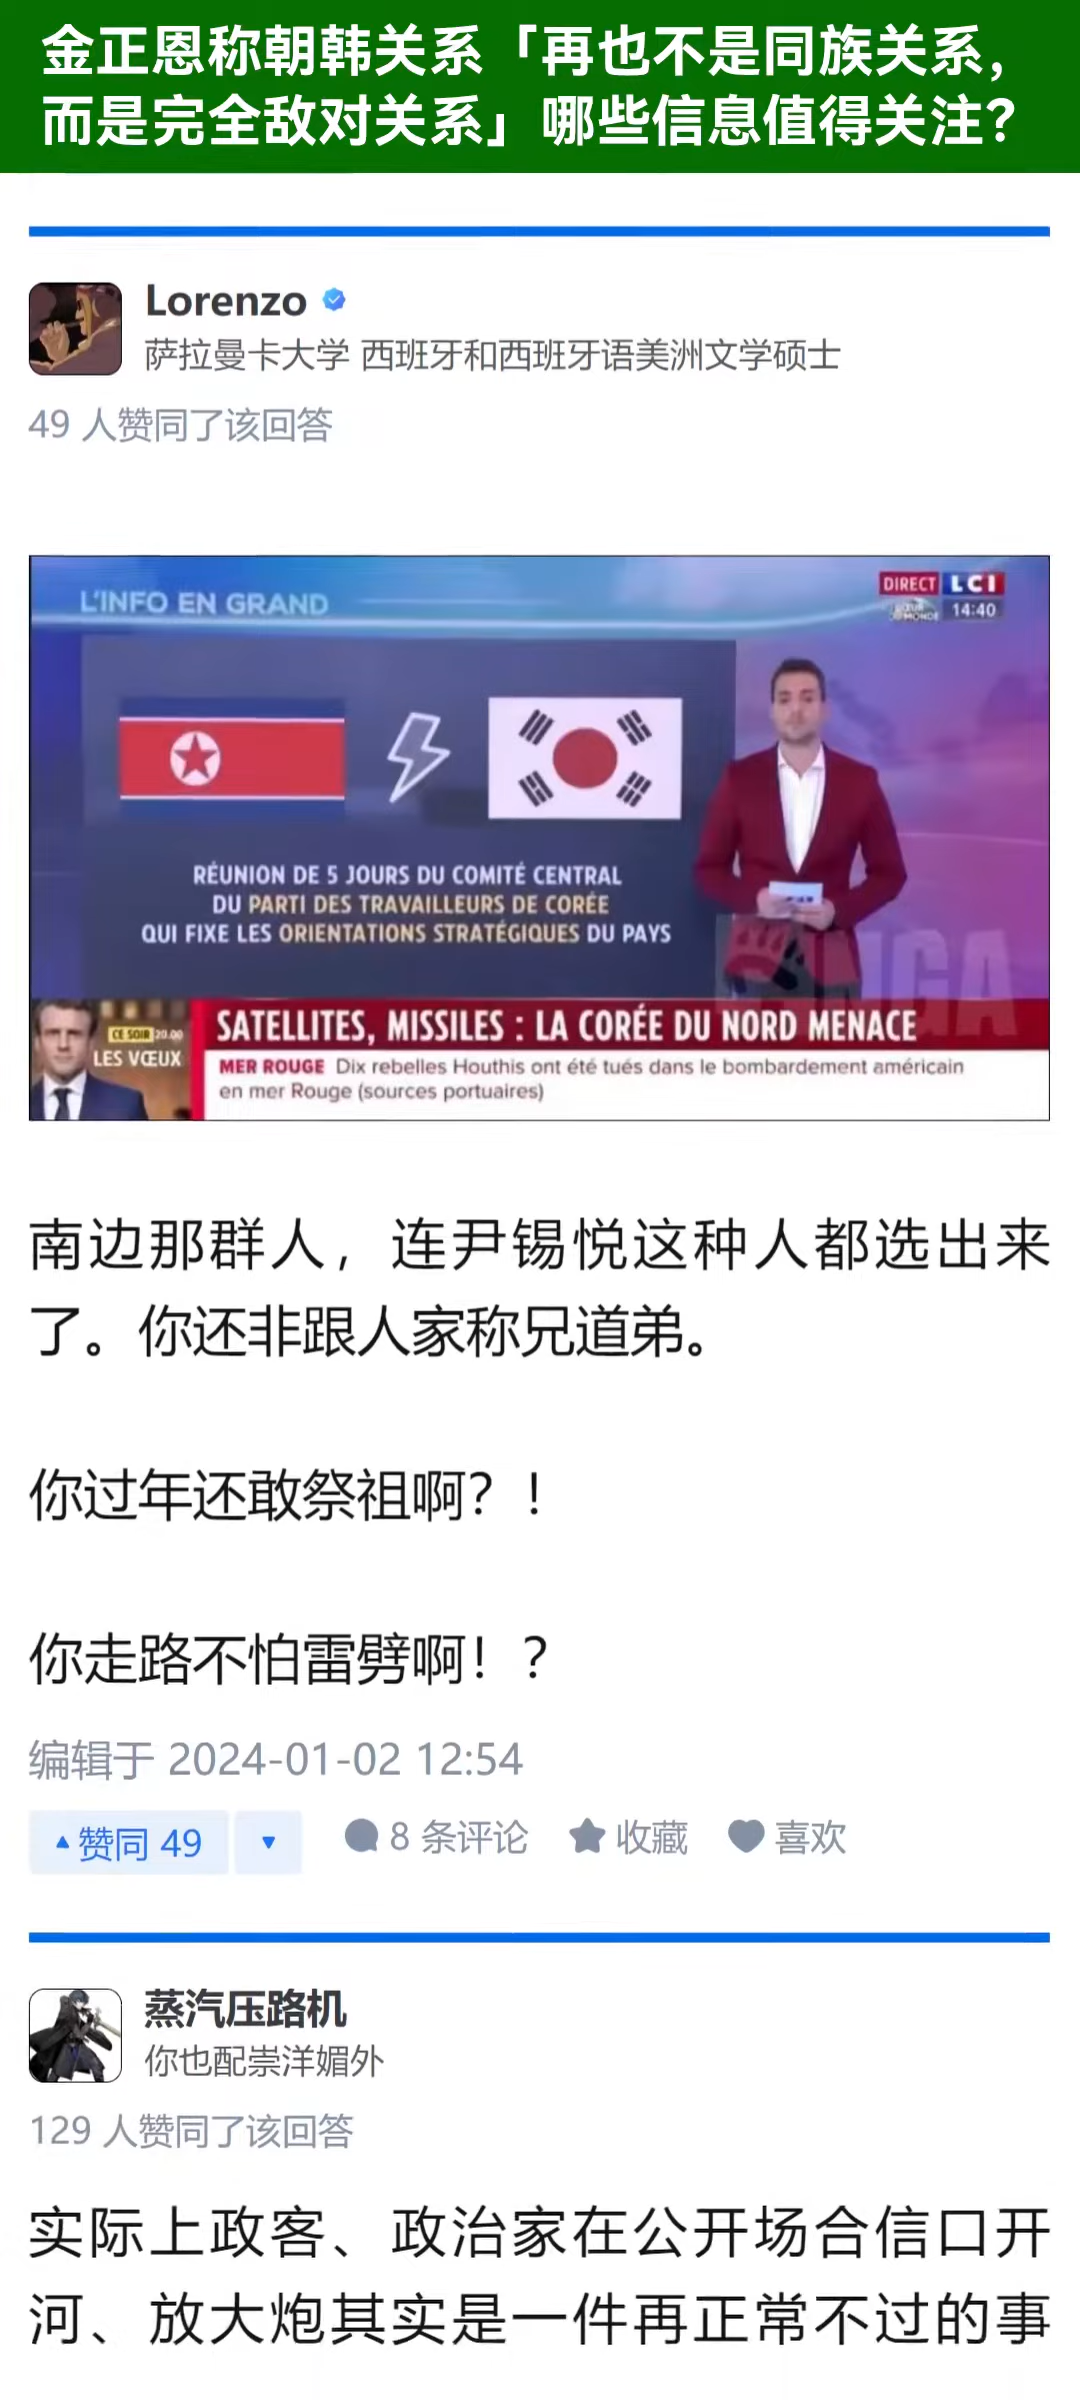 金正恩称朝韩关系「再也不是同族关系，
而是完全敌对关系」哪些信息值得关注？
Lorenzo
萨拉曼卡大学 西班牙和西班牙语美洲文学硕士
49 人赞同了该回答
L'INFO EN GRAND
DIRECT LCI
14:40
RÉUNION DE 5 JOURS DU COMITÉ CENTRAL
DU PARTI DES TRAVAILLEURS DE CORÉE
QUI FIXE LES ORIENTATIONS STRATÉGIQUES DU PAYS
NGA
CE SOIR 20.00
LES VŒUX
SATELLITES, MISSILES : LA CORÉE DU NORD MENACE
MER ROUGE Dix rebelles Houthis ont été tués dans le bombardement américain
en mer Rouge (sources portuaires)
南边那群人，连尹锡悦这种人都选出来
了。你还非跟人家称兄道弟。
你过年还敢祭祖啊？！
你走路不怕雷劈啊！？
编辑于 2024-01-02 12:54
赞同 49
8 条评论
收藏
喜欢
蒸汽压路机
你也配崇洋媚外
129 人赞同了该回答
实际上政客、政治家在公开场合信口开
河、放大炮其实是一件再正常不过的事